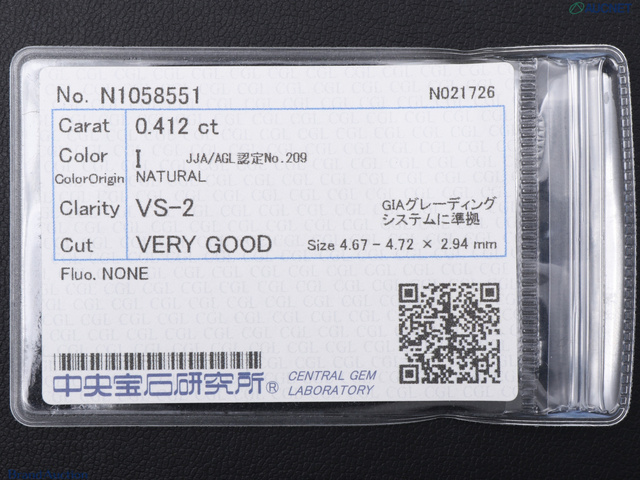 No. N1058551
N021726
Carat 0.412 ct
Color I JJA/AGL認定No.209
ColorOrigin NATURAL
Clarity VS-2
GIAグレーディング
システムに準拠
Cut VERY GOOD Size 4.67 - 4.72 × 2.94 mm
Fluo. NONE
中央宝石研究所® CENTRAL GEM
LABORATORY